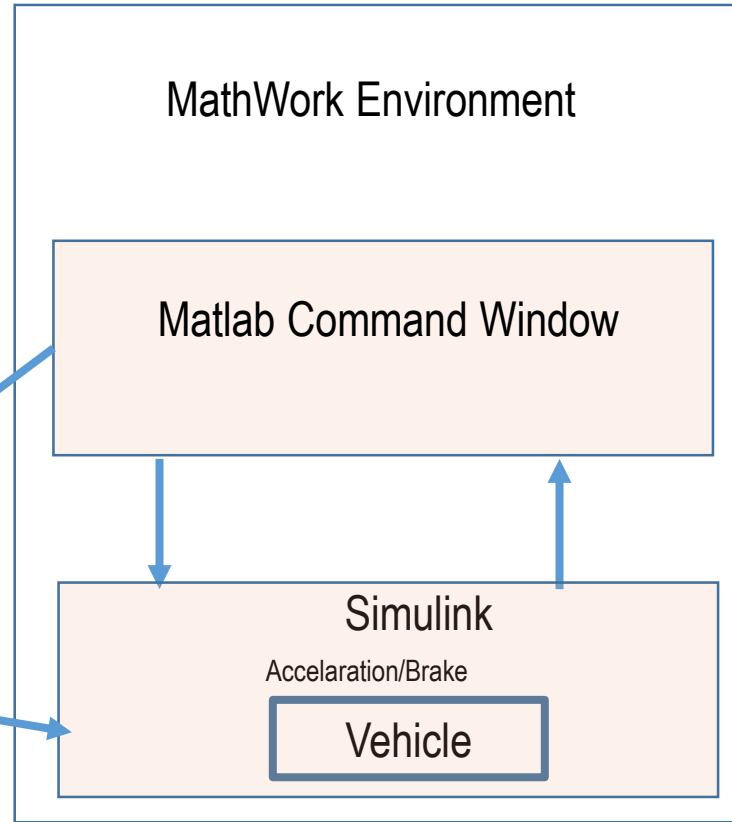 MathWork Environment
Matlab Command Window
Simulink
Accelaration/Brake
Vehicle